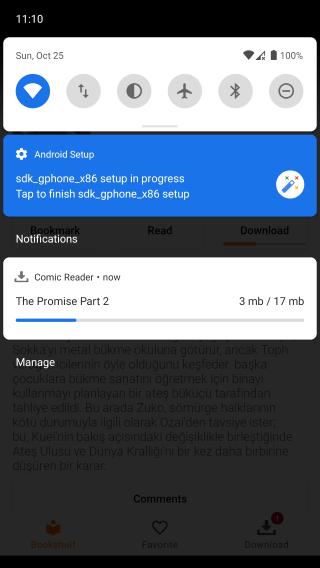 11:10
Sun, Oct 25
100%
Android Setup
sdk_gphone_x86 setup in progress
Tap to finish sdk_gphone_x86 setup
Bookmark
Read
Download
Notifications
Comic Reader • now
The Promise Part 2
3 mb / 17 mb
Sokka'yı metal bükme okuluna götürür, ancak Toph
öğrencilerinin öyle olduğunu keşfeder. başka
Manage
çocuklara bükme sanatını öğretmek için binayı
kullanmayı planlayan bir ateş bükücü tarafından
tahliye edildi. Bu arada Zuko, sömürge halklarının
kötü durumuyla ilgili olarak Ozai'den tavsiye ister;
bu, Kuei'nin bakış açısındaki değişiklikle birleştiğinde
Ateş Ulusu ve Dünya Krallığı'nı bir kez daha birbirine
düşüren bir karar.
Comments
1
Bookshelf
Favorite
Download